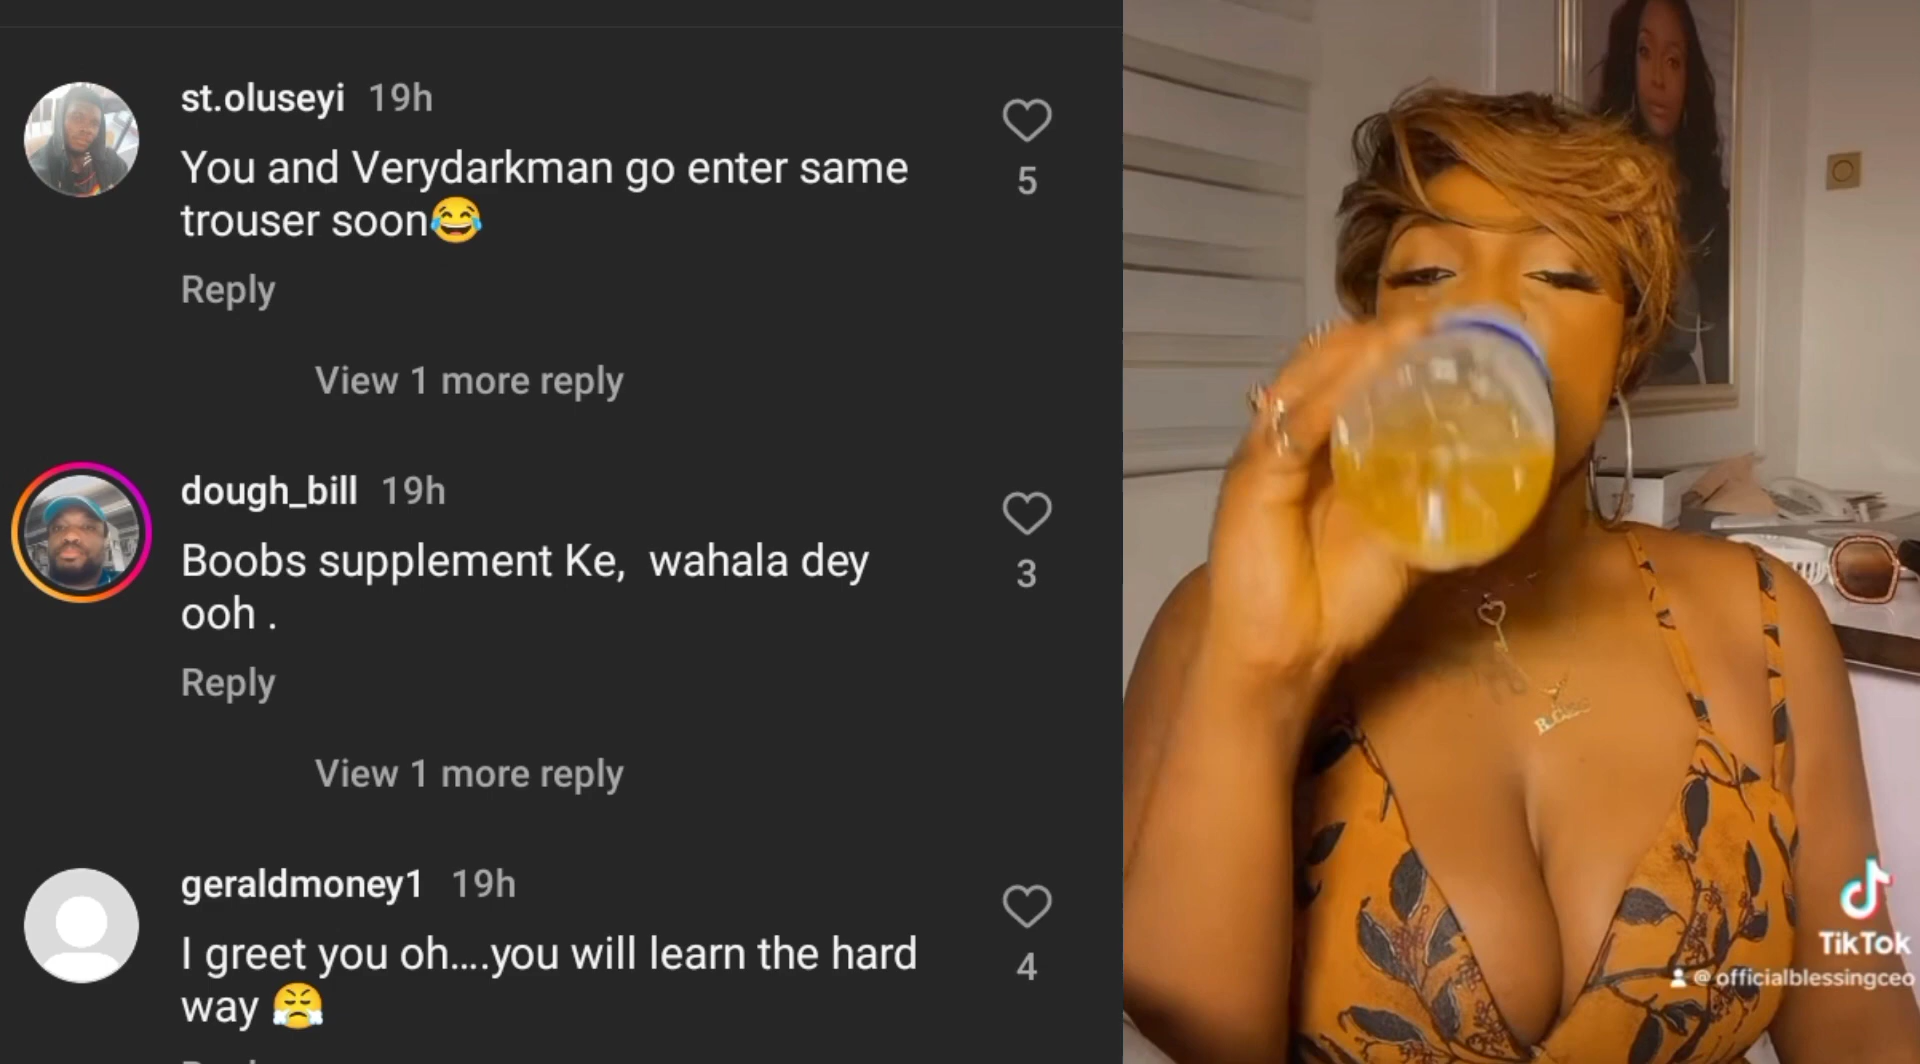 st.oluseyi 19h
You and Verydarkman go enter same
trouser soon😂
5
Reply
View 1 more reply
dough_bill 19h
Boobs supplement Ke, wahala dey
ooh .
3
Reply
View 1 more reply
geraldmoney1 19h
I greet you oh....you will learn the hard
way 😤
4
TikTok
@officialblessingceo